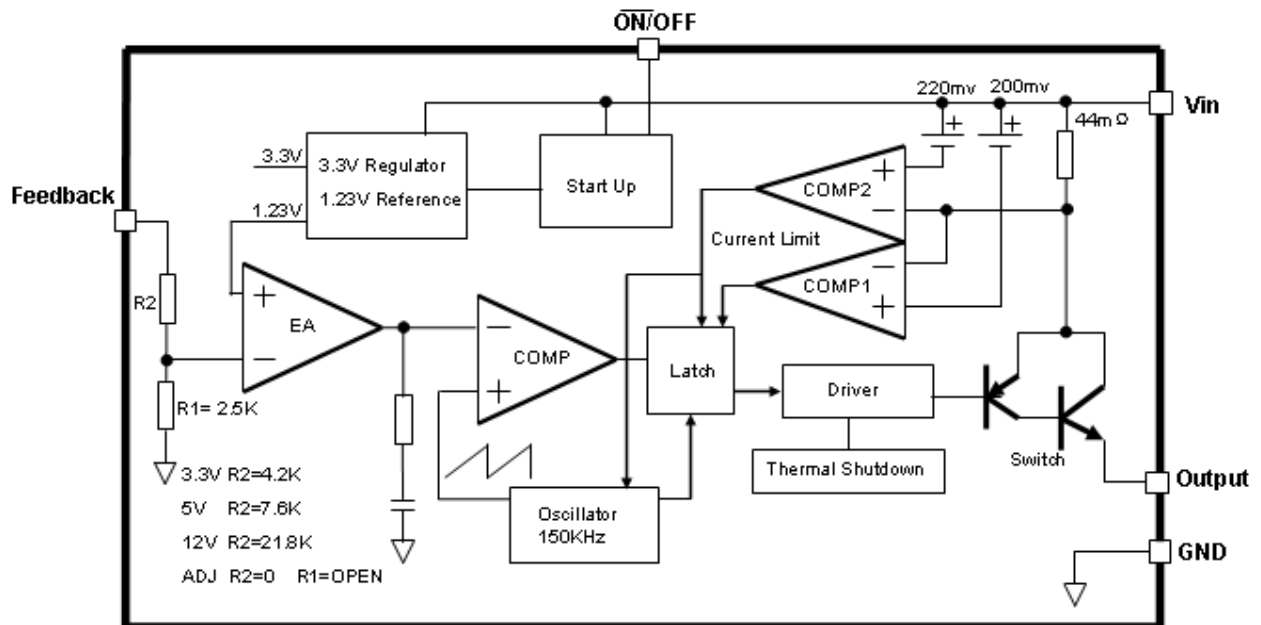 ON/OFF
220mv 200mv
Vin
44mΩ
3.3V
3.3V Regulator
1.23V Reference
1.23V
Start Up
Feedback
COMP2
Current Limit
COMP1
R2
EA
COMP
Latch
Driver
R1= 2.5K
Thermal Shutdown
Switch
3.3V R2=4.2K
5V R2=7.6K
12V R2=21.8K
ADJ R2=0 R1=OPEN
Oscillator
150KHz
Output
GND
+
+
+
−
−
+
+
−
−
+